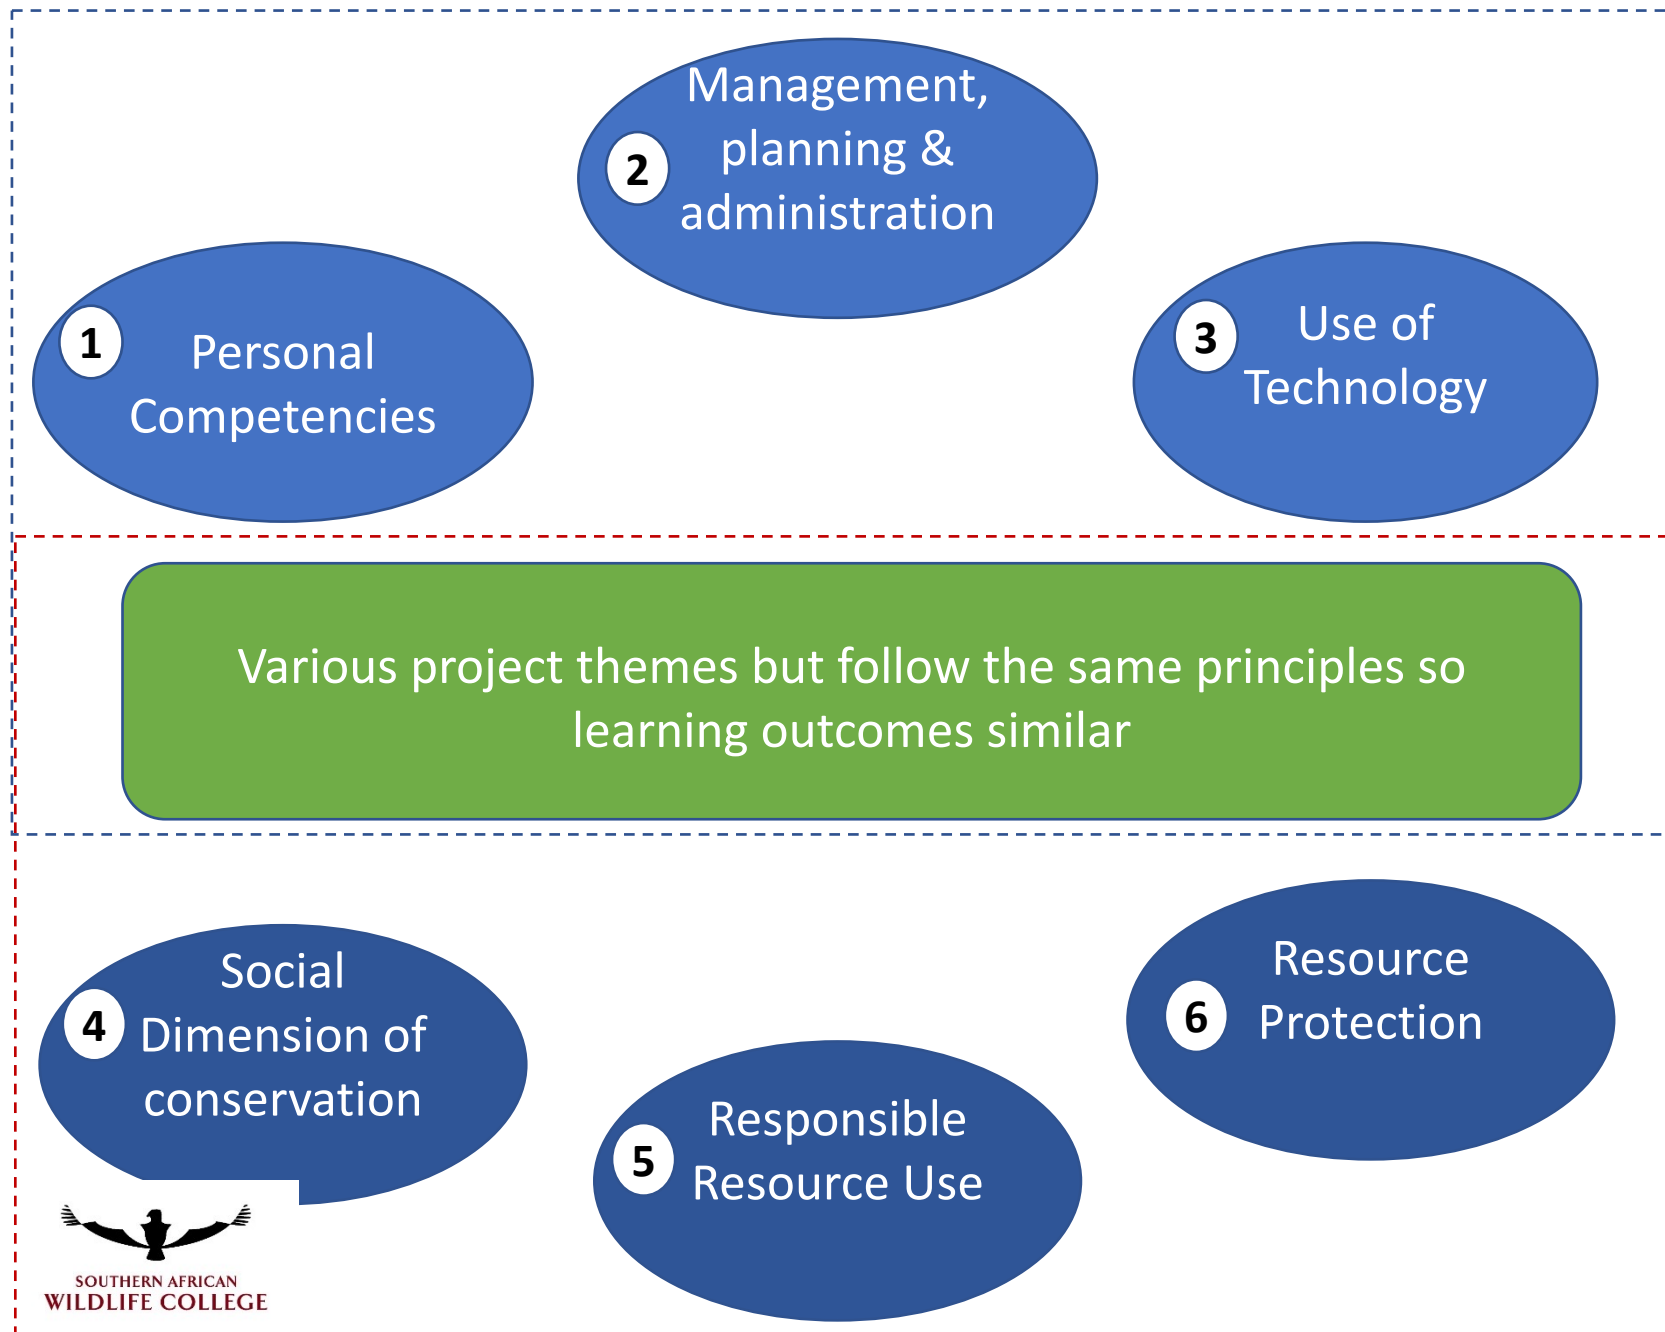 1
Personal
Competencies
2
Management,
planning &
administration
3
Use of
Technology
Various project themes but follow the same principles so
learning outcomes similar
4
Social
Dimension of
conservation
5
Responsible
Resource Use
6
Resource
Protection
SOUTHERN AFRICAN
WILDLIFE COLLEGE